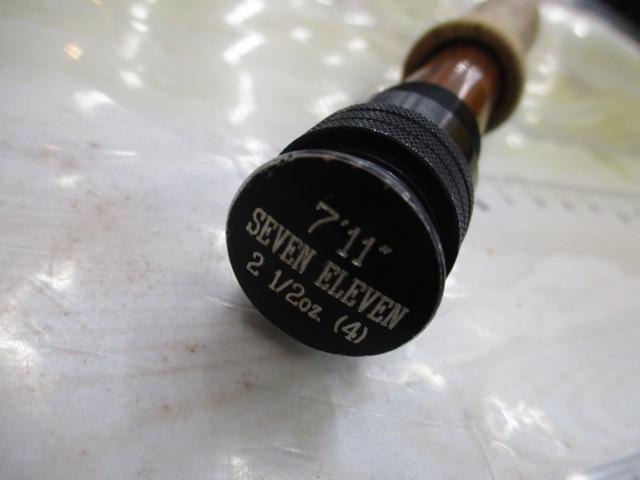 7'11"
SEVEN ELEVEN
2 1/2oz. (4)